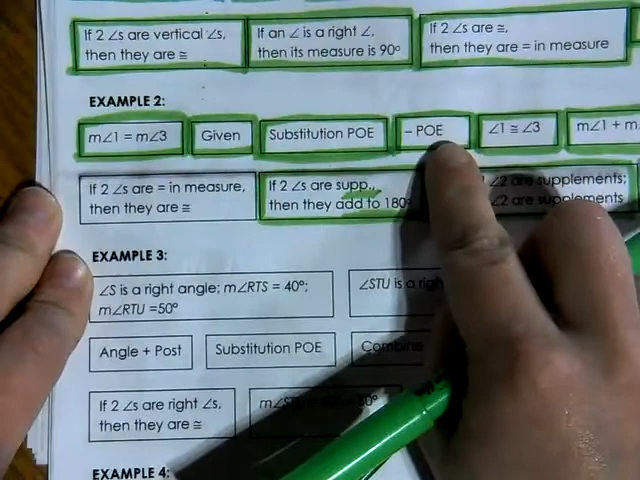 If 2 ∠s are vertical ∠s,
then they are ≅
If an ∠ is a right ∠,
then its measure is 90°
If 2 ∠s are ≅,
then they are = in measure
EXAMPLE 2:
m∠1 = m∠3
Given
Substitution POE
– POE
∠1 ≅ ∠3
m∠1 + m
If 2 ∠s are = in measure,
then they are ≅
If 2 ∠s are supp.,
then they add to 180°
∠2 are supplements;
∠2 are supplements
EXAMPLE 3:
∠S is a right angle; m∠RTS = 40°;
m∠RTU =50°
∠STU is a righ
Angle + Post
Substitution POE
Combine
If 2 ∠s are right ∠s,
then they are ≅
EXAMPLE 4: